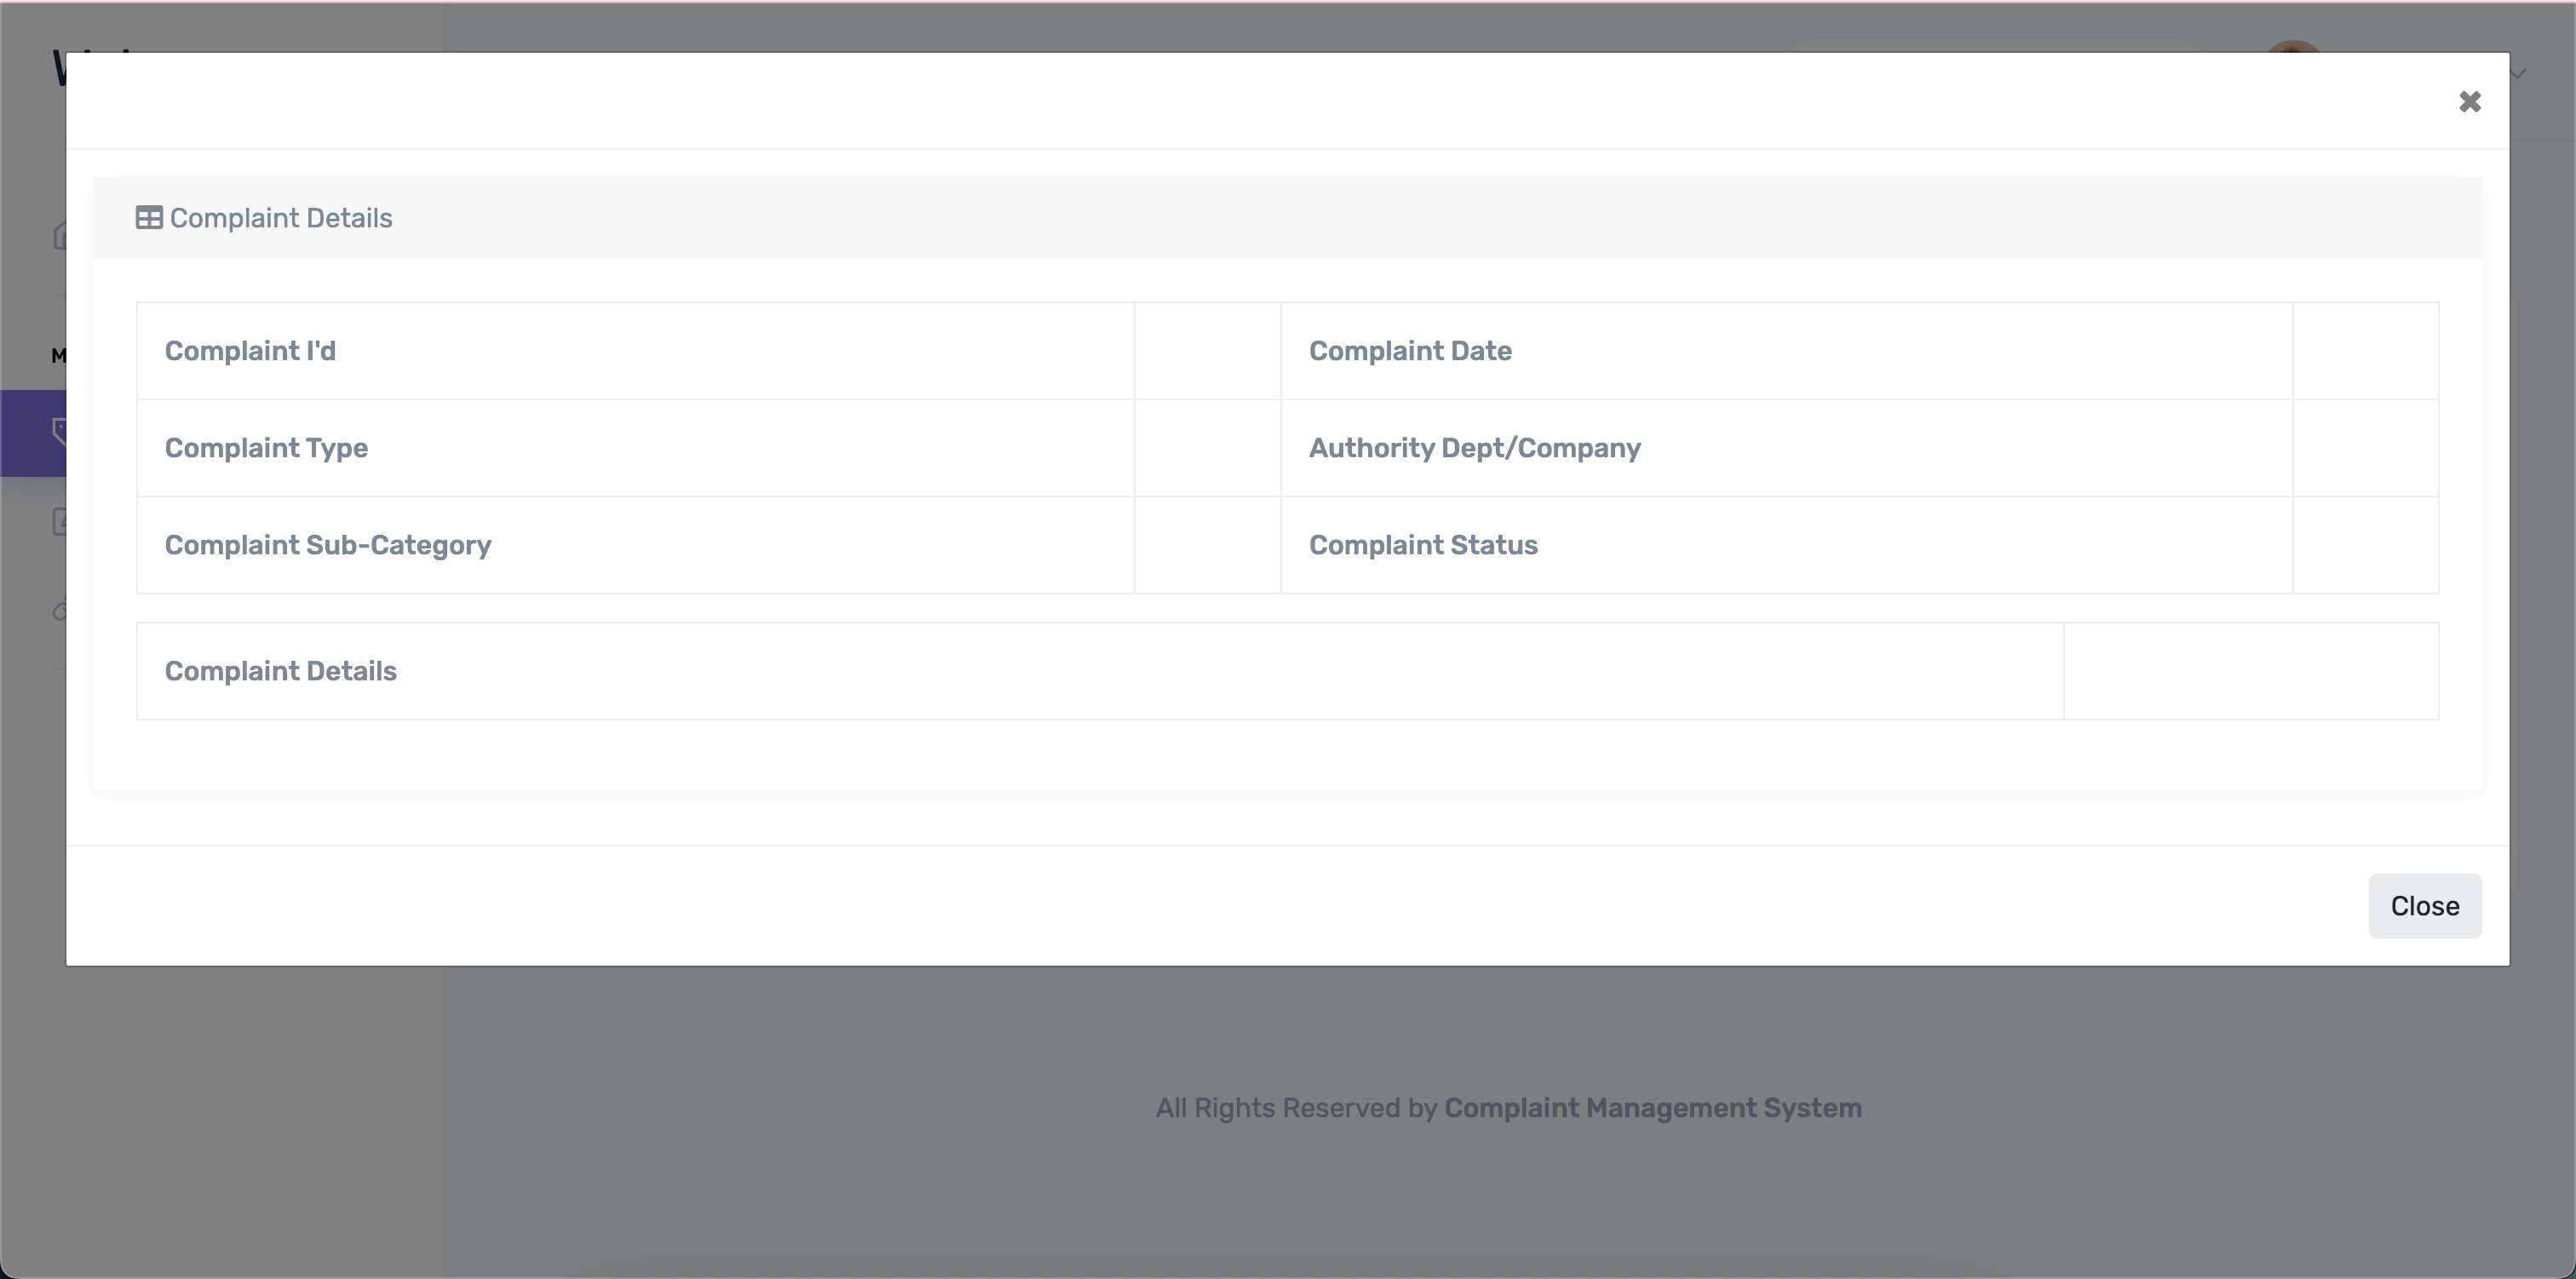 Complaint Details
Complaint I'd
Complaint Date
Complaint Type
Authority Dept/Company
Complaint Sub-Category
Complaint Status
Complaint Details
Close
All Rights Reserved by Complaint Management System